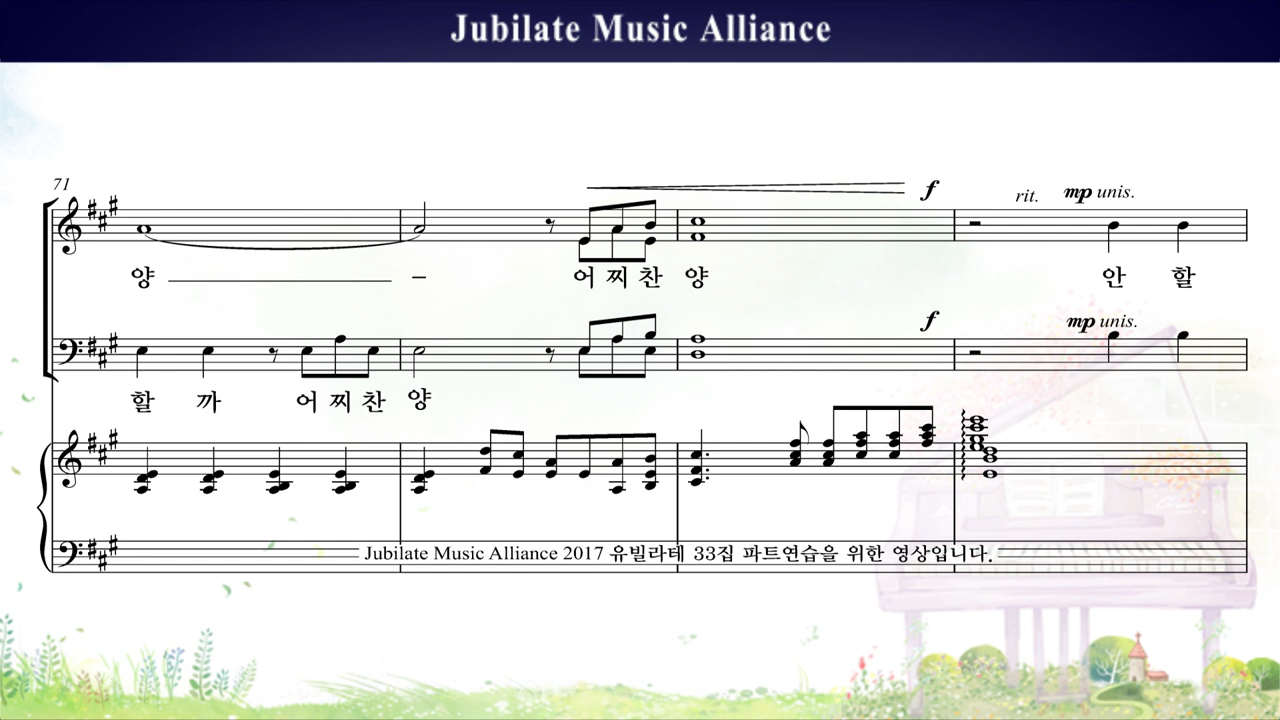 Jubilate Music Alliance
71
f
rit. mp unis.
양 – 어 찌 찬 양 안 할
f
mp unis.
할 까 어 찌 찬 양
Jubilate Music Alliance 2017 유빌라테 33집 파트연습을 위한 영상입니다.